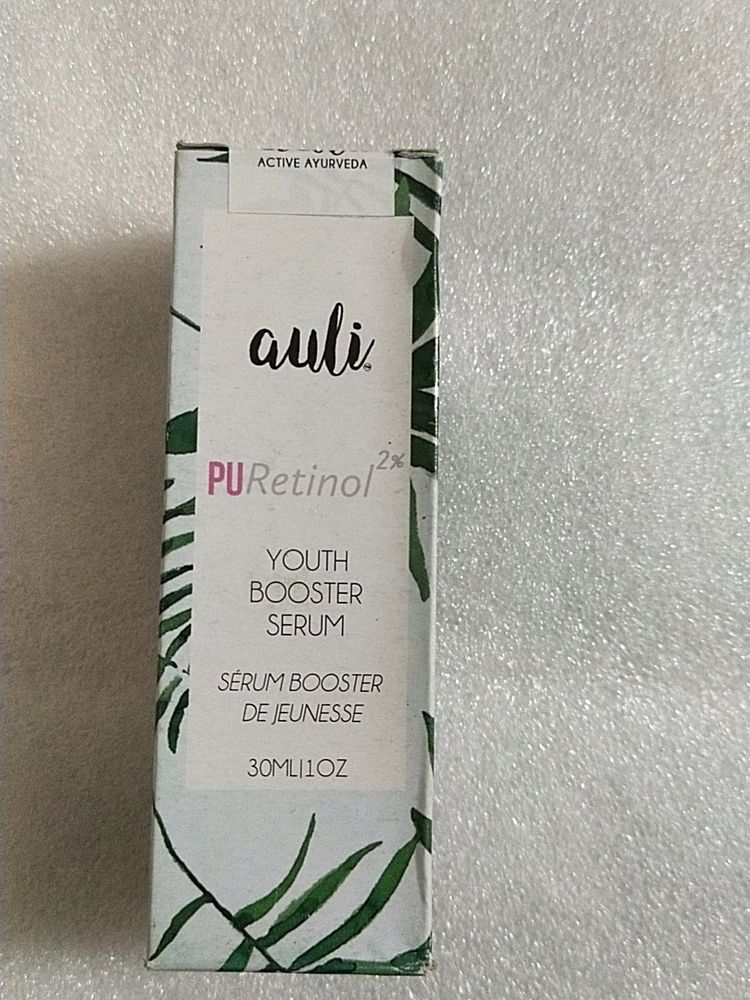 ACTIVE AYURVEDA
auli
PURetinol 2%
YOUTH
BOOSTER
SERUM
SÉRUM BOOSTER
DE JEUNESSE
30ML|1OZ